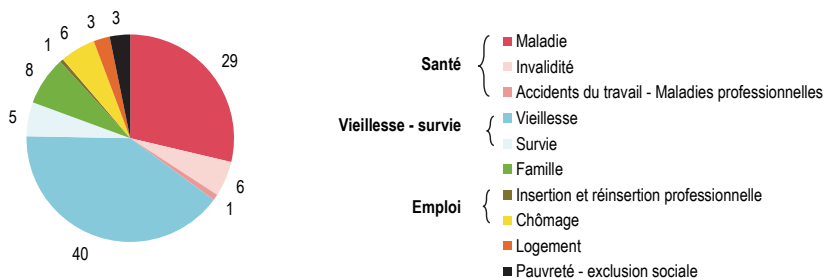 3
3
6
1
8
5
29
6
1
40
Santé
Maladie
Invalidité
Accidents du travail - Maladies professionnelles
Vieillesse - survie
Vieillesse
Survie
Famille
Emploi
Insertion et réinsertion professionnelle
Chômage
Logement
Pauvreté - exclusion sociale